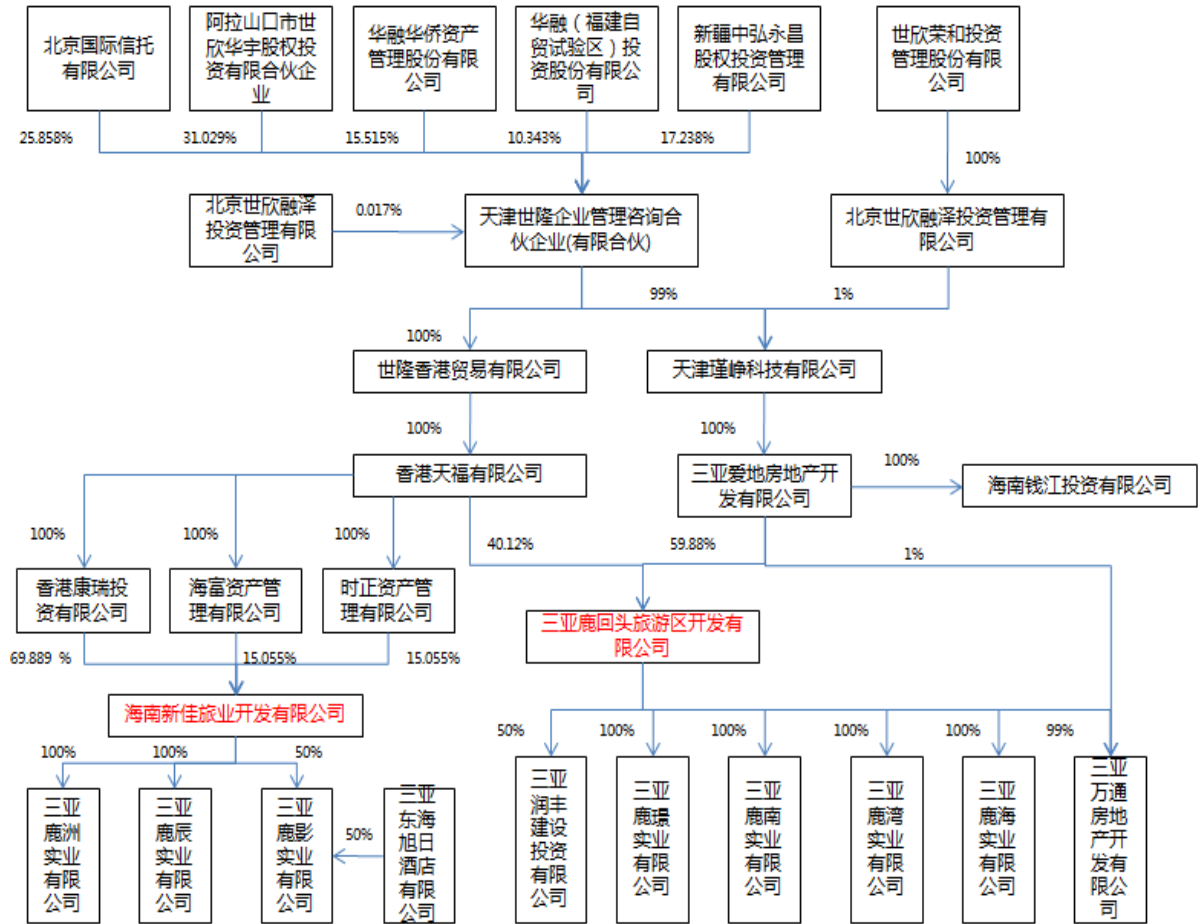 北京国际信托
有限公司
阿拉山口市世
欣华宇股权投
资有限合伙企
业
华融华侨资产
管理股份有限
公司
华融（福建自
贸试验区）投
资股份有限公
司
新疆中弘永昌
股权投资管理
有限公司
世欣荣和投资
管理股份有限
公司
25.858%
31.029%
15.515%
10.343%
17.238%
100%
北京世欣融泽
投资管理有限
公司
0.017%
天津世隆企业管理咨询合
伙企业(有限合伙)
北京世欣融泽投资管理有
限公司
99%
1%
100%
世隆香港贸易有限公司
天津瑾峥科技有限公司
100%
100%
香港天福有限公司
三亚爱地房地产开
发有限公司
100%
海南钱江投资有限公司
100%
100%
100%
40.12%
59.88%
1%
香港康瑞投
资有限公司
海富资产管
理有限公司
时正资产管
理有限公司
三亚鹿回头旅游区开发有
限公司
69.889 %
15.055%
15.055%
海南新佳旅业开发有限公司
100%
100%
50%
50%
100%
100%
100%
100%
99%
三亚
鹿洲
实业
有限
公司
三亚
鹿辰
实业
有限
公司
三亚
鹿影
实业
有限
公司
50%
三亚
东海
旭日
酒店
有限
公司
三亚
润丰
建设
投资
有限
公司
三亚
鹿璟
实业
有限
公司
三亚
鹿南
实业
有限
公司
三亚
鹿湾
实业
有限
公司
三亚
鹿海
实业
有限
公司
三亚
万通
房地
产开
发有
限公
司